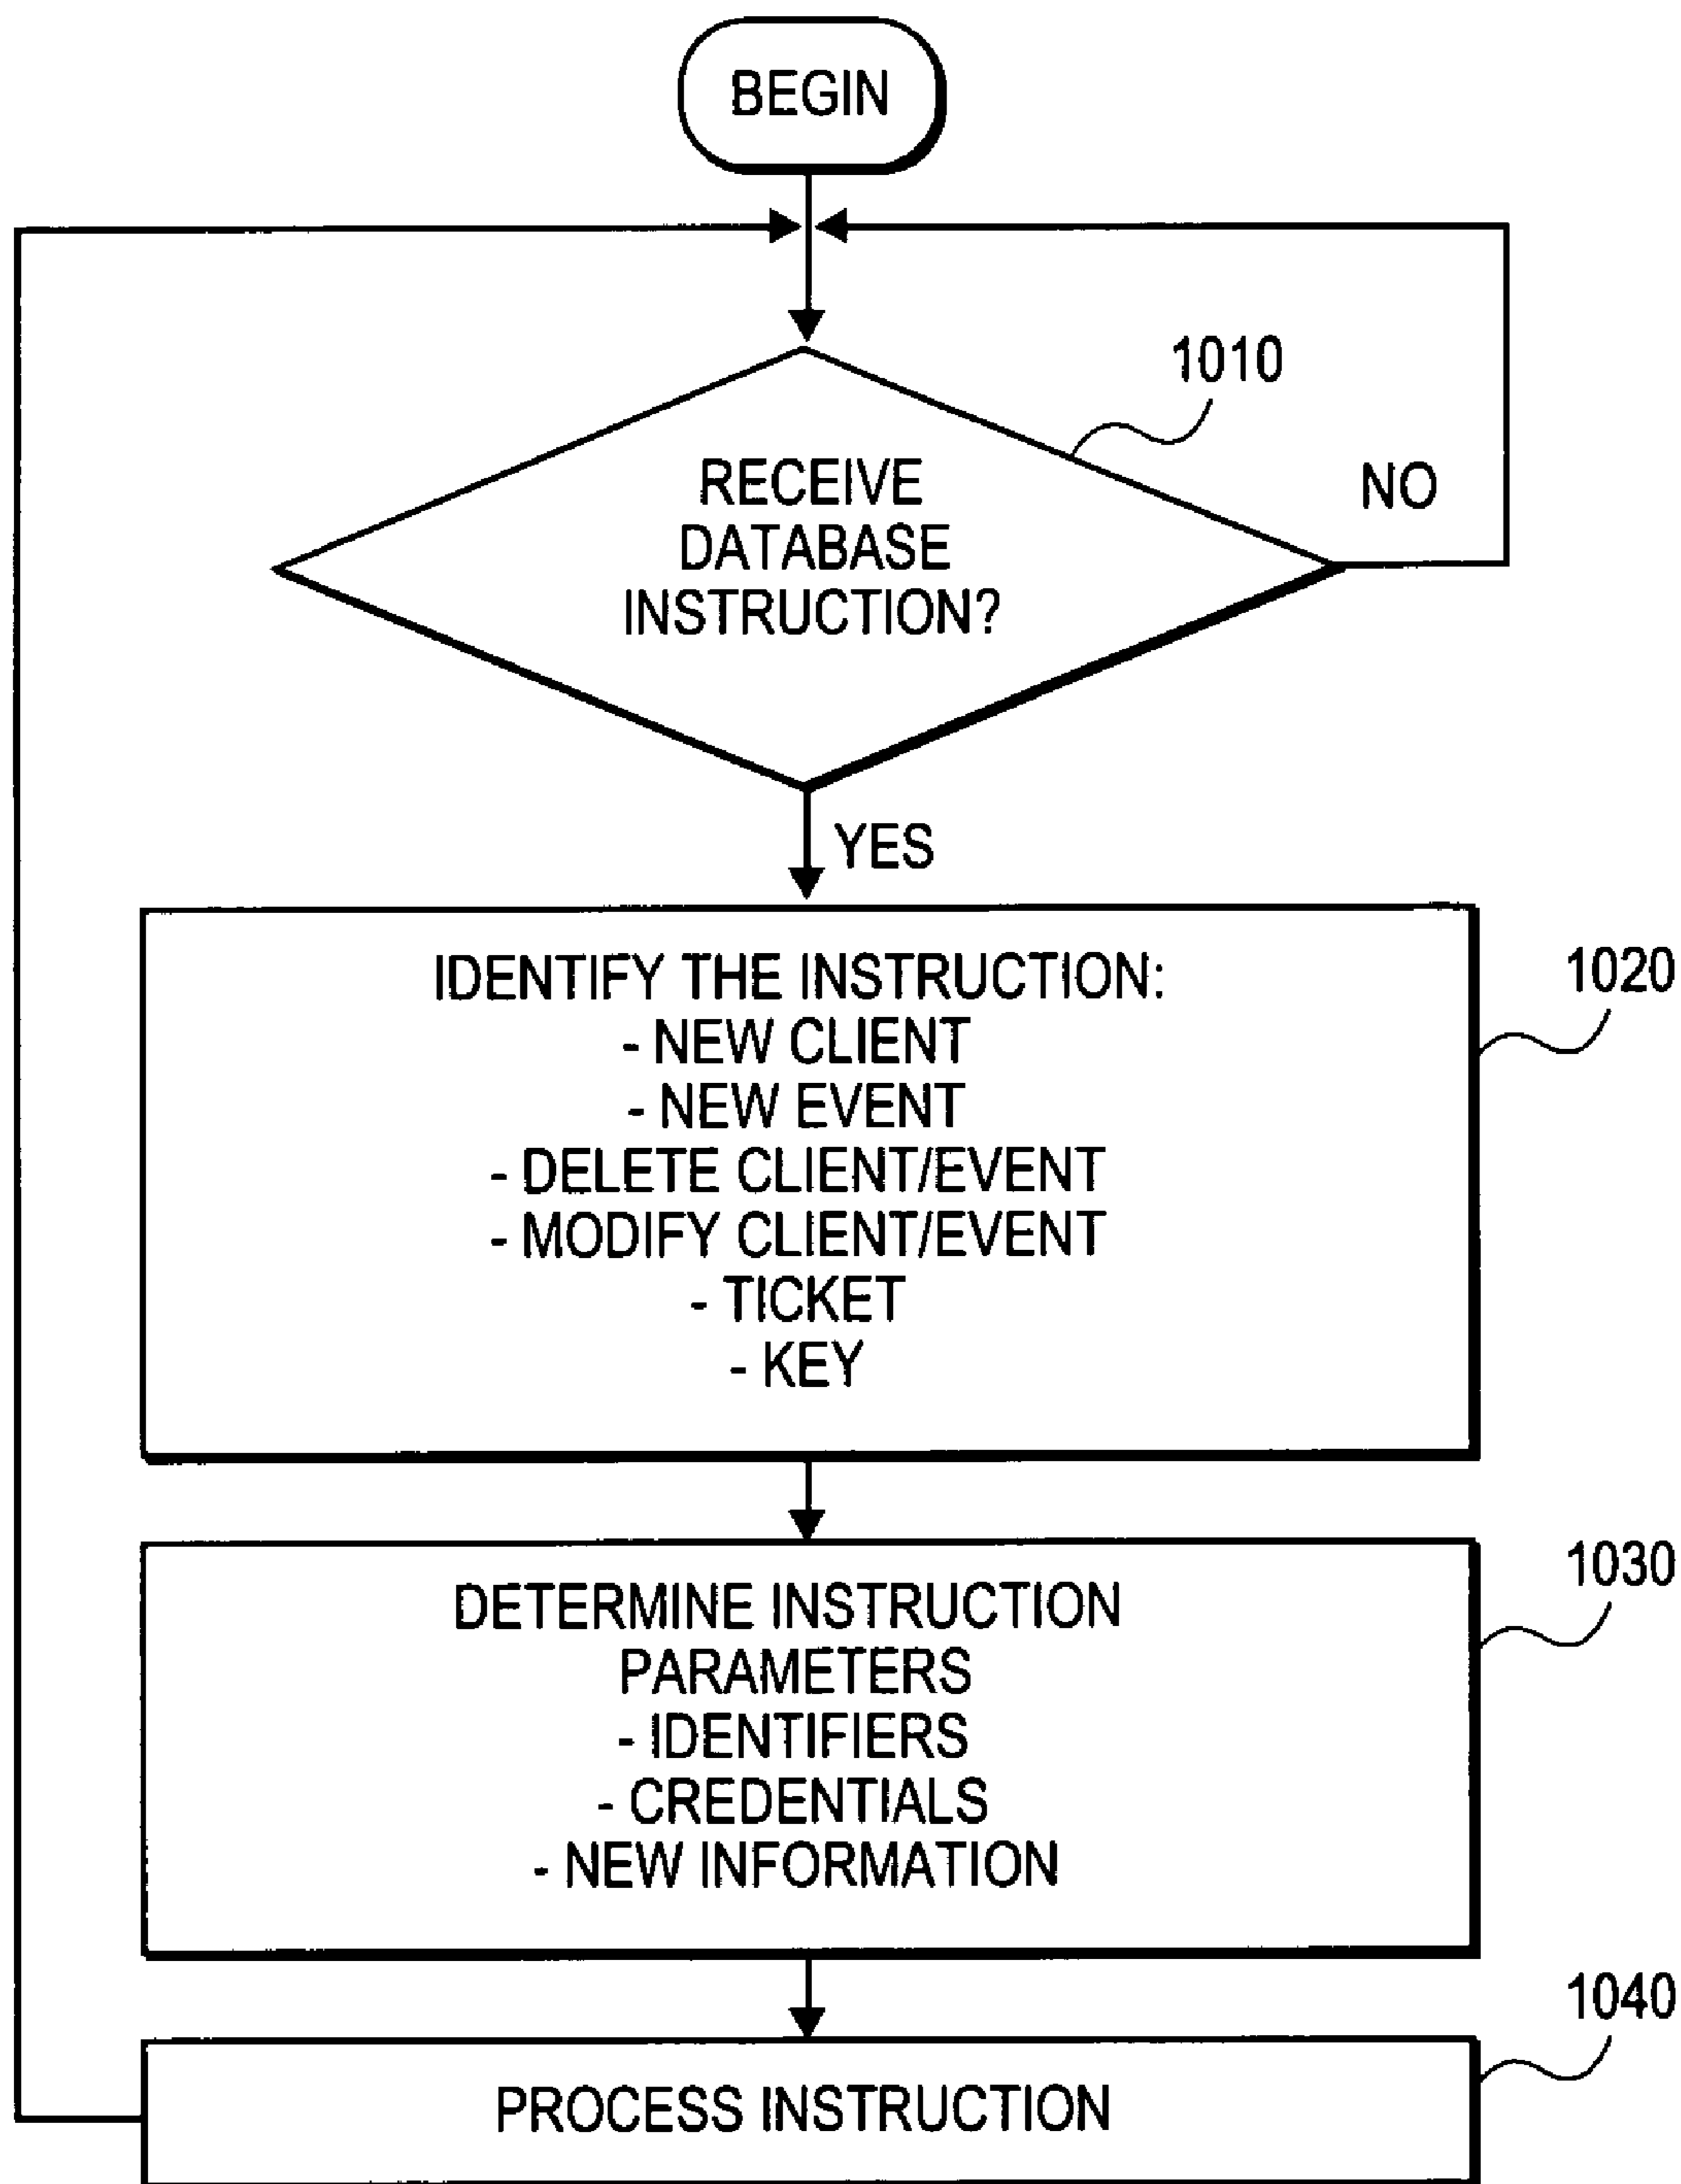 BEGIN
1010
RECEIVE
DATABASE
INSTRUCTION?
NO
YES
1020
IDENTIFY THE INSTRUCTION:
- NEW CLIENT
- NEW EVENT
- DELETE CLIENT/EVENT
- MODIFY CLIENT/EVENT
- TICKET
- KEY
1030
DETERMINE INSTRUCTION
PARAMETERS
- IDENTIFIERS
- CREDENTIALS
- NEW INFORMATION
1040
PROCESS INSTRUCTION